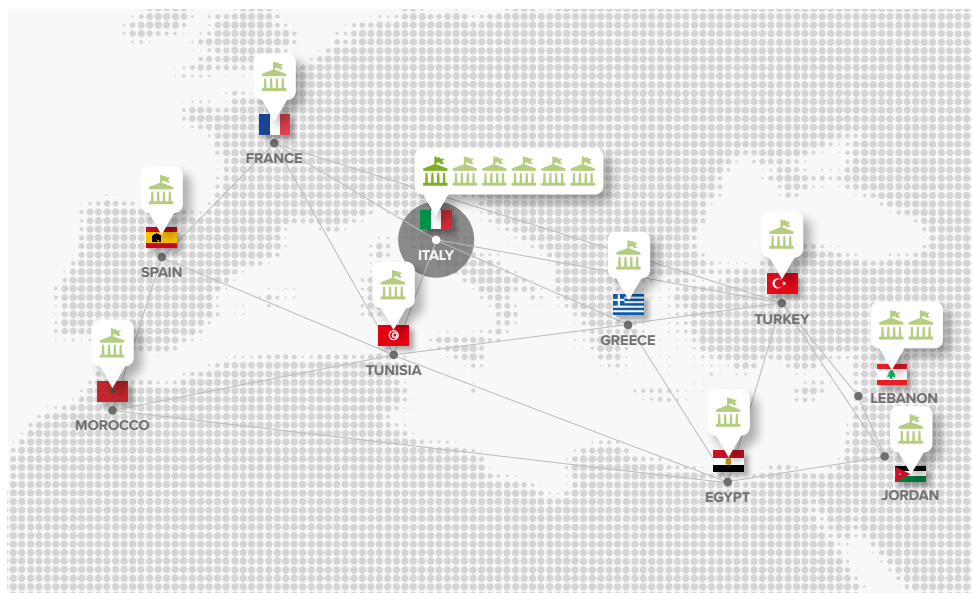 FRANCE
ITALY
SPAIN
TURKEY
GREECE
TUNISIA
LEBANON
MOROCCO
EGYPT
JORDAN